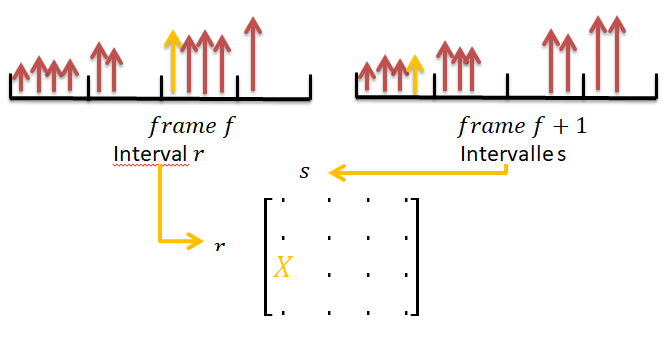 frame f
frame f + 1
Interval r
Intervalle s
s
r
X